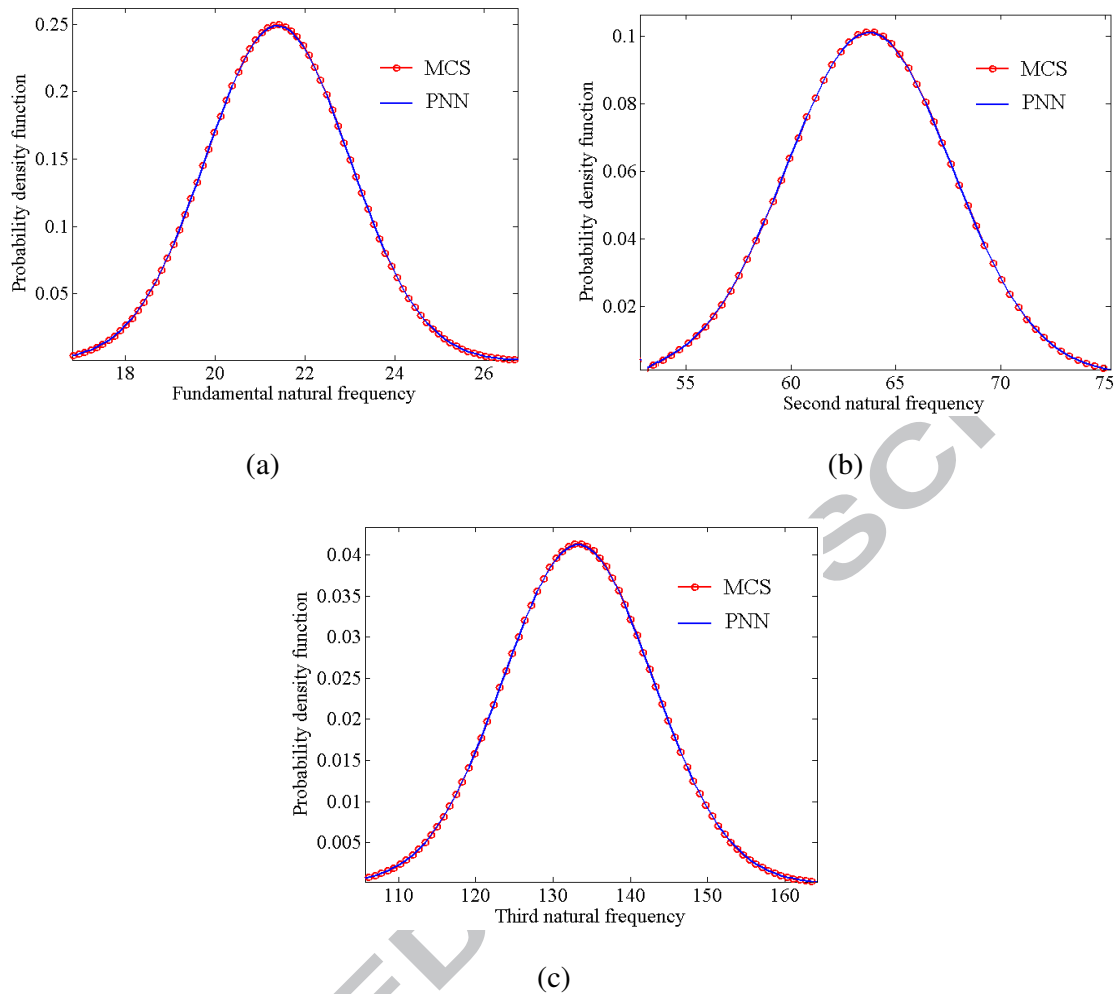 0.25
0.2
0.15
0.1
0.05
Probability density function
MCS
PNN
18 20 22 24 26
Fundamental natural frequency
(a)
0.1
0.08
0.06
0.04
0.02
Probability density function
MCS
PNN
55 60 65 70 75
Second natural frequency
(b)
0.04
0.035
0.03
0.025
0.02
0.015
0.01
0.005
Probability density function
MCS
PNN
110 120 130 140 150 160
Third natural frequency
(c)